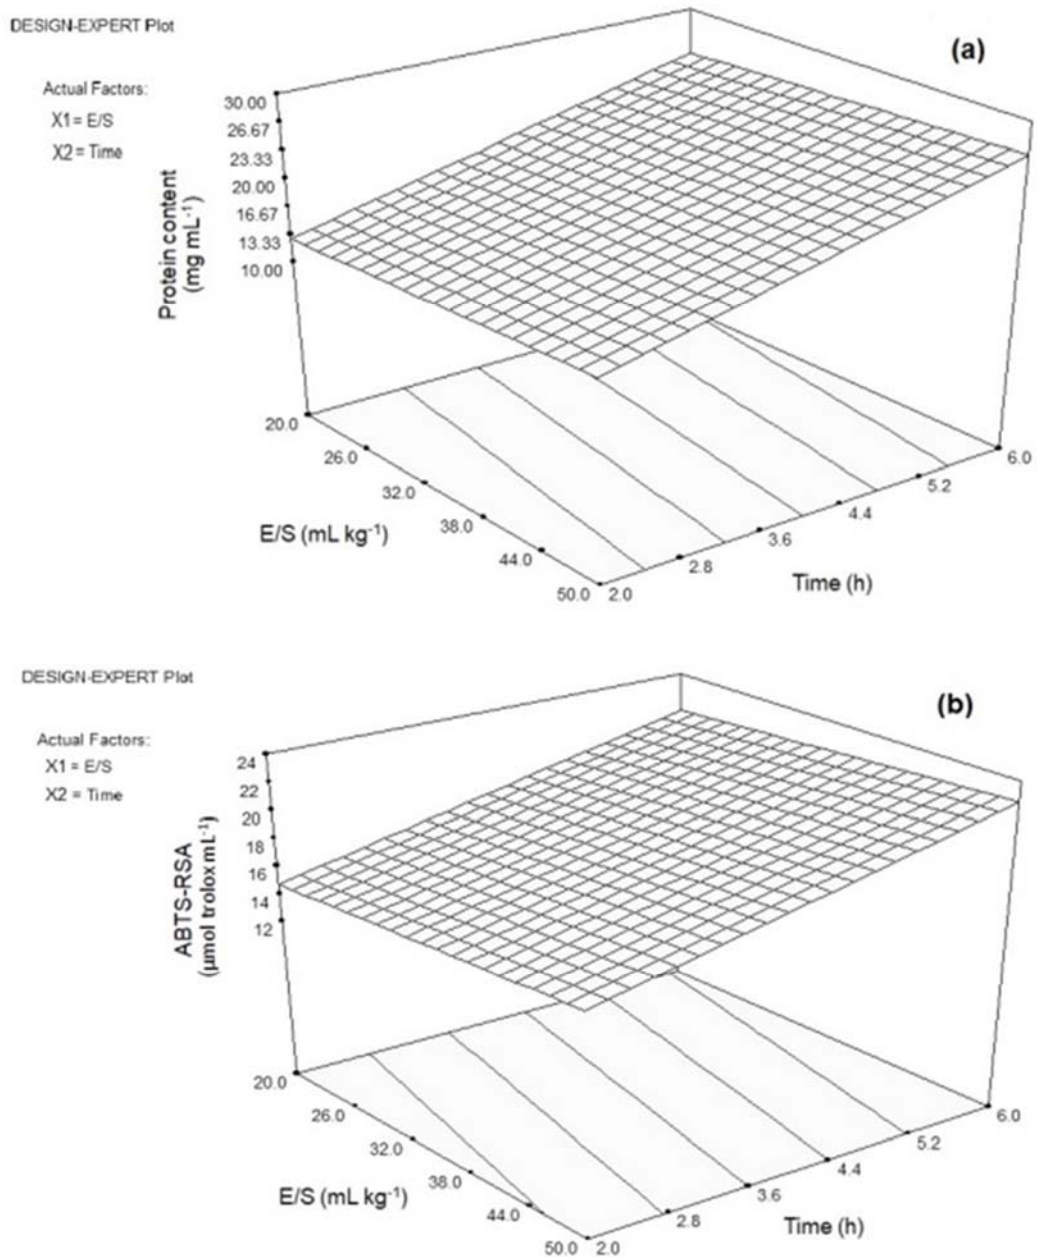 DESIGN-EXPERT Plot
(a)
Actual Factors:
X1 = E/S
X2 = Time
30.00
26.67
23.33
20.00
16.67
13.33
10.00
Protein content
(mg mL⁻¹)
20.0
26.0
32.0
38.0
44.0
50.0
E/S (mL kg⁻¹)
2.0
2.8
3.6
4.4
5.2
6.0
Time (h)
DESIGN-EXPERT Plot
(b)
Actual Factors:
X1 = E/S
X2 = Time
24
22
20
18
16
14
12
ABTS-RSA
(µmol trolox mL⁻¹)
20.0
26.0
32.0
38.0
44.0
50.0
E/S (mL kg⁻¹)
2.0
2.8
3.6
4.4
5.2
6.0
Time (h)